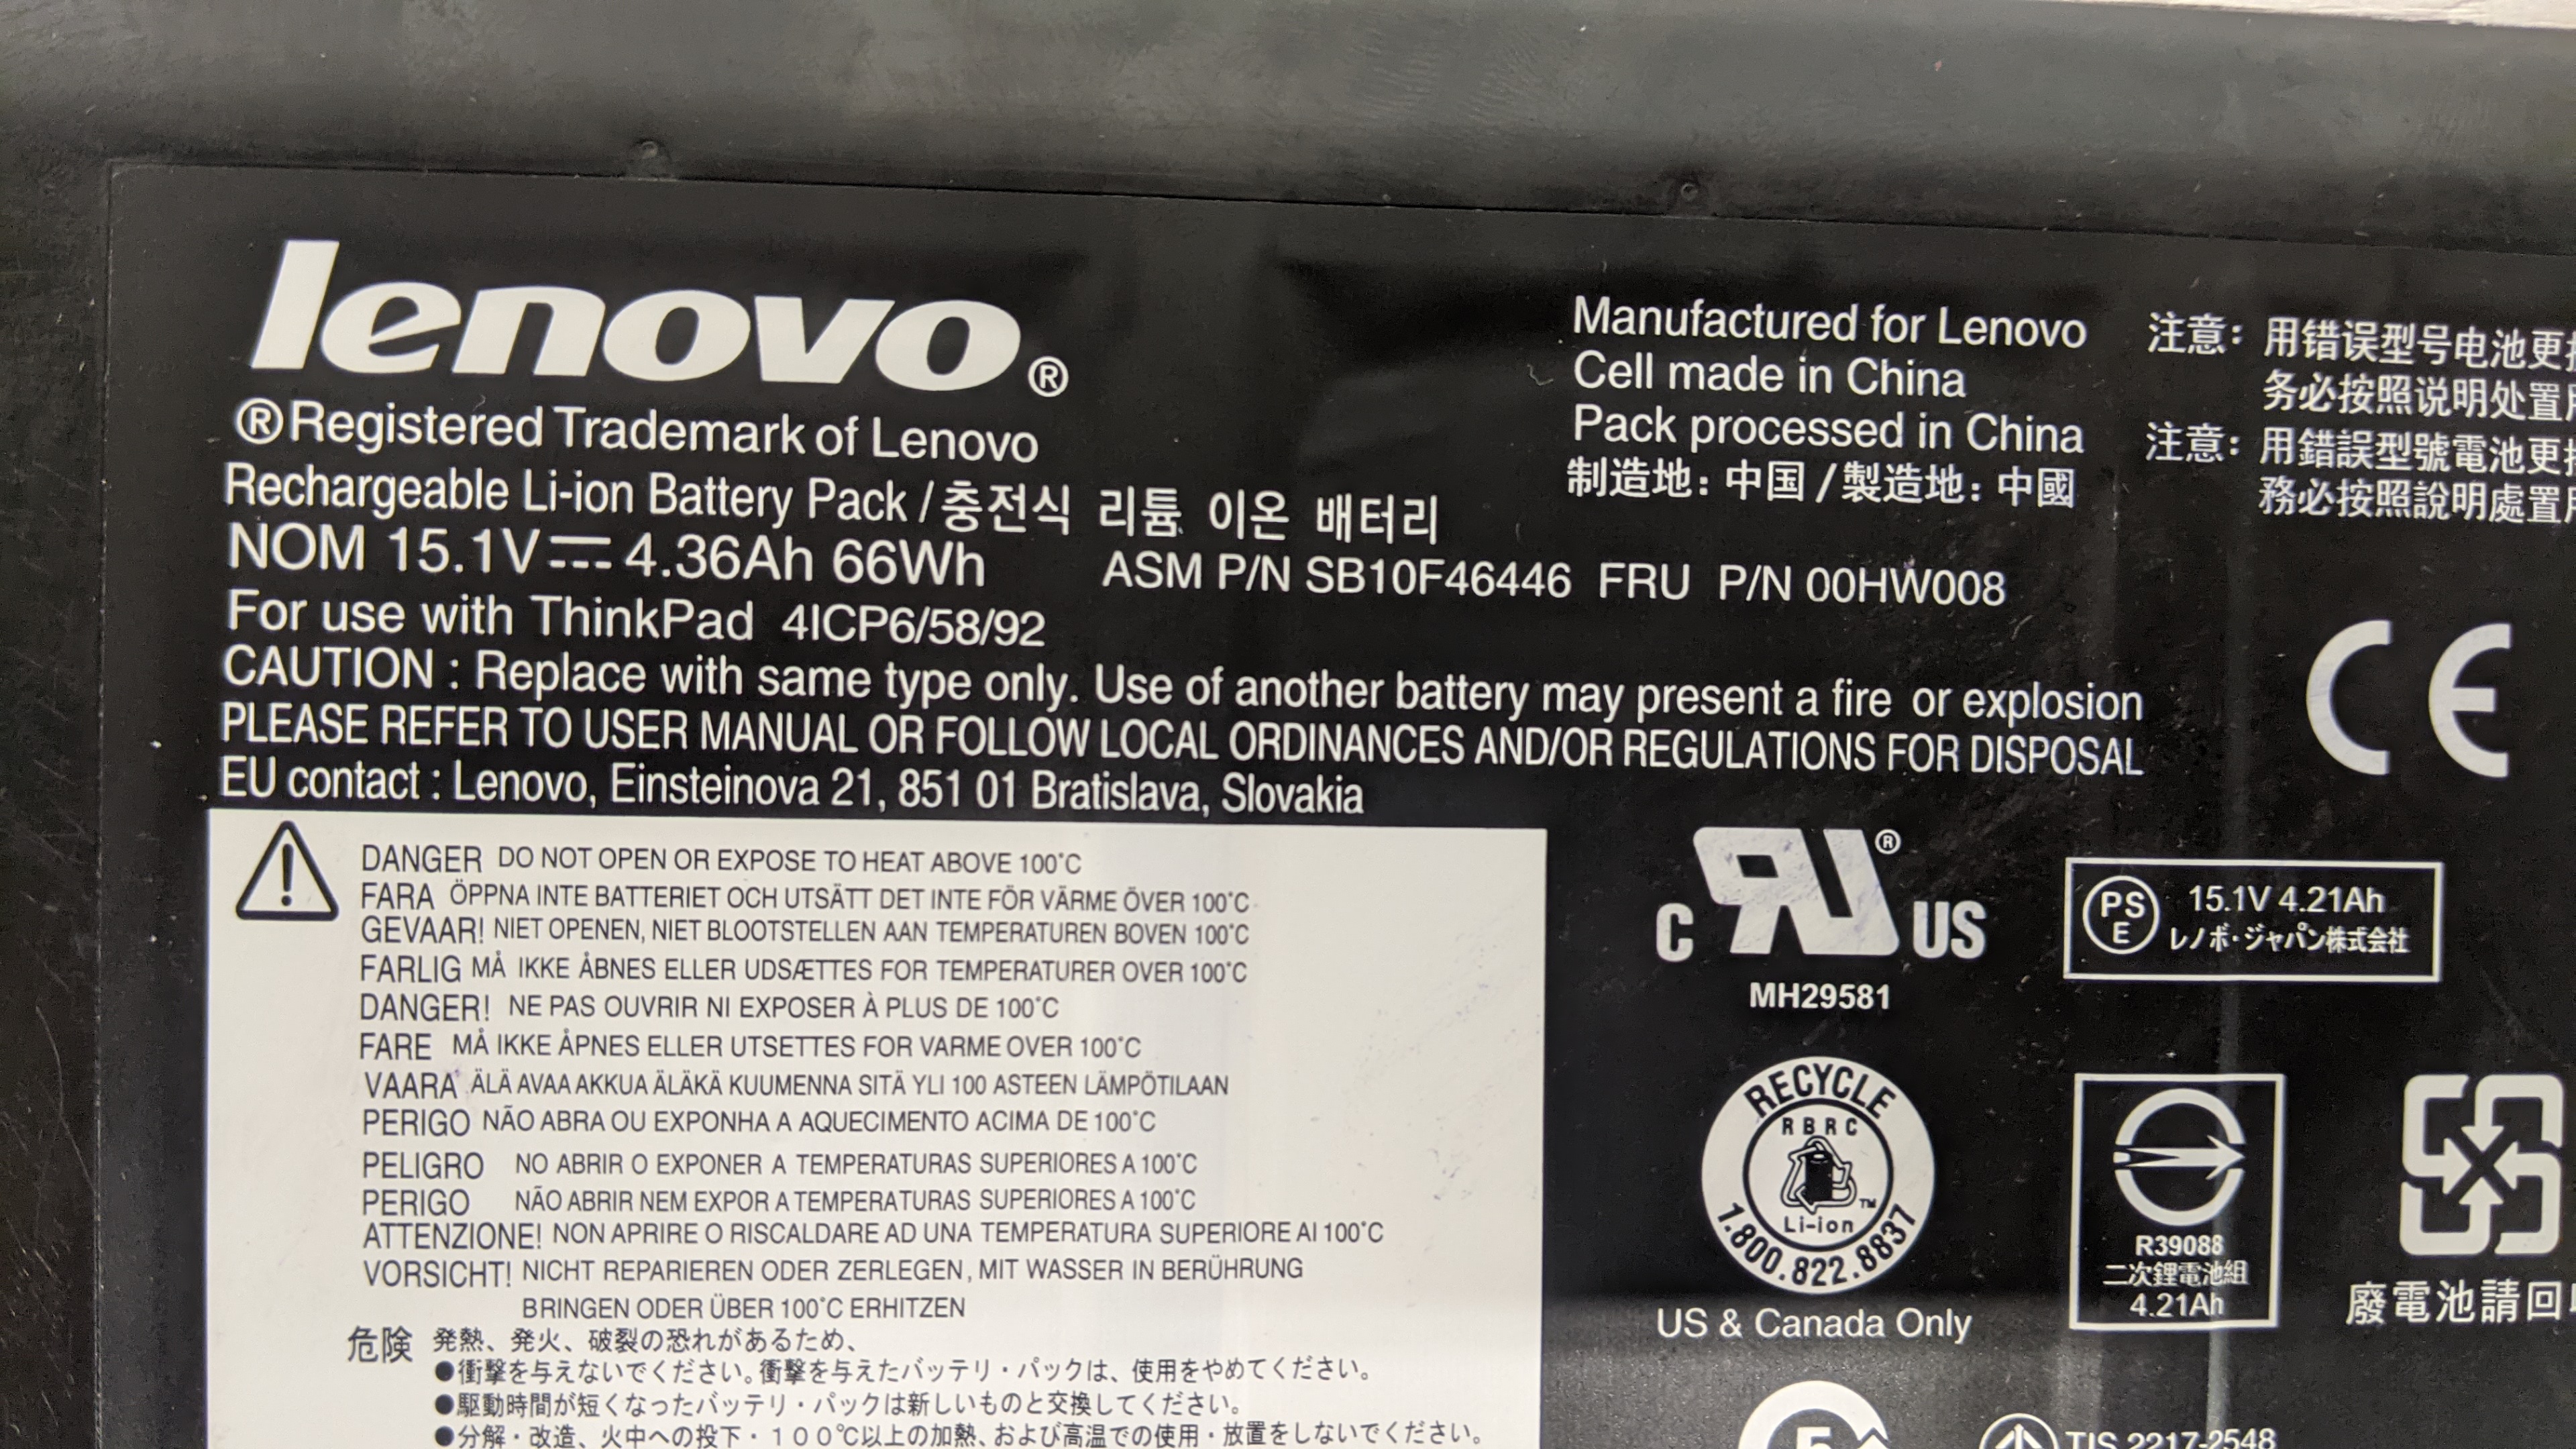 lenovo®
®Registered Trademark of Lenovo
Rechargeable Li-ion Battery Pack / 충전식 리튬 이온 배터리
NOM 15.1V 4.36Ah 66Wh
ASM P/N SB10F46446 FRU P/N 00HW008
For use with ThinkPad 4ICP6/58/92
CAUTION : Replace with same type only. Use of another battery may present a fire or explosion
PLEASE REFER TO USER MANUAL OR FOLLOW LOCAL ORDINANCES AND/OR REGULATIONS FOR DISPOSAL
EU contact : Lenovo, Einsteinova 21, 851 01 Bratislava, Slovakia
Manufactured for Lenovo
Cell made in China
Pack processed in China
制造地: 中国 / 製造地: 中國
注意: 用错误型号电池更
务必按照说明处置
注意: 用錯誤型號電池更
務必按照說明處置
CE
DANGER DO NOT OPEN OR EXPOSE TO HEAT ABOVE 100°C
FARA ÖPPNA INTE BATTERIET OCH UTSÄTT DET INTE FÖR VÄRME ÖVER 100°C
GEVAAR! NIET OPENEN, NIET BLOOTSTELLEN AAN TEMPERATUREN BOVEN 100°C
FARLIG MÅ IKKE ÅBNES ELLER UDSÆTTES FOR TEMPERATURER OVER 100°C
DANGER! NE PAS OUVRIR NI EXPOSER À PLUS DE 100°C
FARE MÅ IKKE ÅPNES ELLER UTSETTES FOR VARME OVER 100°C
VAARA ÄLÄ AVAA AKKUA ÄLÄKÄ KUUMENNA SITÄ YLI 100 ASTEEN LÄMPÖTILAAN
PERIGO NÃO ABRA OU EXPONHA A AQUECIMENTO ACIMA DE 100°C
PELIGRO NO ABRIR O EXPONER A TEMPERATURAS SUPERIORES A 100°C
PERIGO NÃO ABRIR NEM EXPOR A TEMPERATURAS SUPERIORES A 100°C
ATTENZIONE! NON APRIRE O RISCALDARE AD UNA TEMPERATURA SUPERIORE AI 100°C
VORSICHT! NICHT REPARIEREN ODER ZERLEGEN, MIT WASSER IN BERÜHRUNG
BRINGEN ODER ÜBER 100°C ERHITZEN
危険 発熱、発火、破裂の恐れがあるため、
●衝撃を与えないでください。衝撃を与えたバッテリ・パックは、使用をやめてください。
●駆動時間が短くなったバッテリ・パックは新しいものと交換してください。
●分解・改造、火中への投下・１００℃以上の加熱、および高温での使用・放置をしないでください。
C RU® US
MH29581
PS
E
15.1V 4.21Ah
レノボ・ジャパン株式会社
RECYCLE
RBRC
™
Li-ion
1.800.822.8837
US & Canada Only
R39088
二次鋰電池組
4.21Ah
廢電池請回
5
TIS 2217-2548